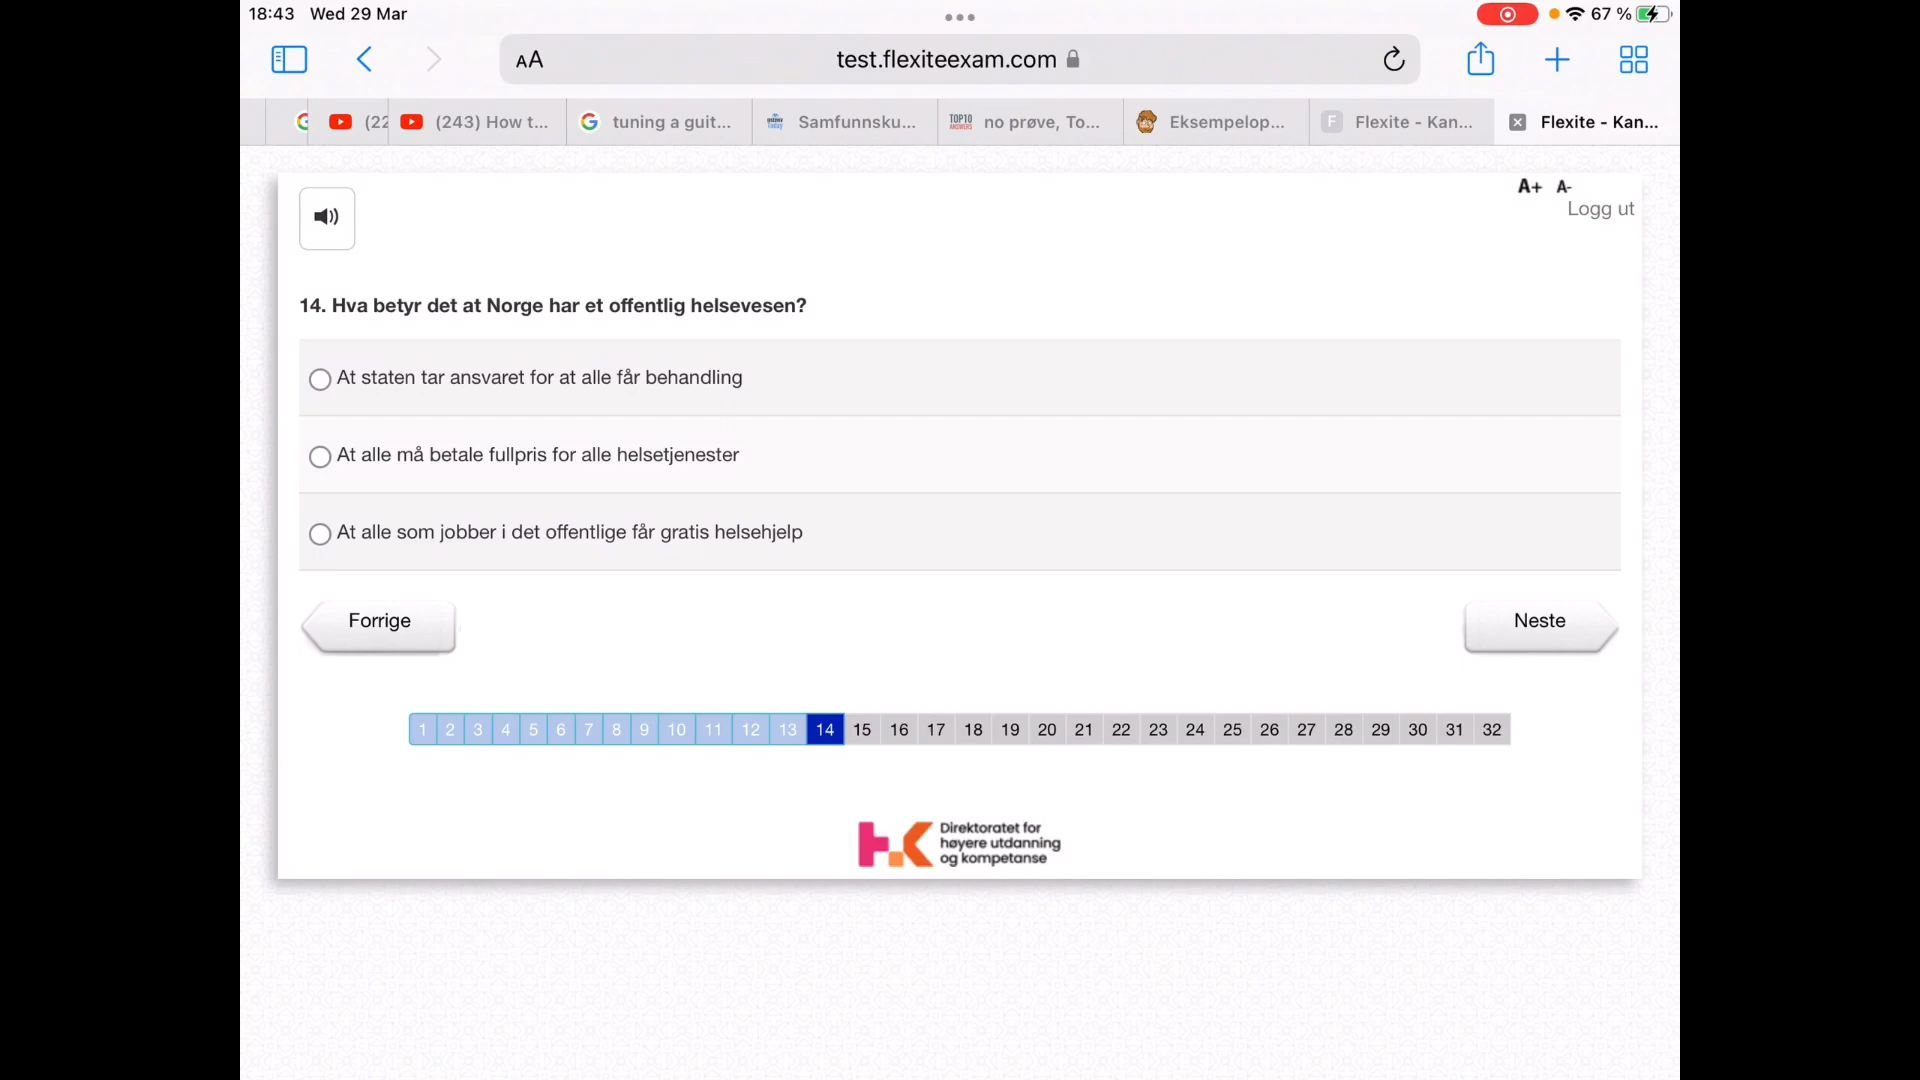 18:43 Wed 29 Mar
67 %
AA
test.flexiteexam.com
(22
(243) How t...
tuning a guit...
Samfunnsku...
no prøve, To...
Eksempelop...
F
Flexite - Kan...
Flexite - Kan...
A+ A-
Logg ut
14. Hva betyr det at Norge har et offentlig helsevesen?
At staten tar ansvaret for at alle får behandling
At alle må betale fullpris for alle helsetjenester
At alle som jobber i det offentlige får gratis helsehjelp
Forrige
Neste
1 2 3 4 5 6 7 8 9 10 11 12 13 14 15 16 17 18 19 20 21 22 23 24 25 26 27 28 29 30 31 32
Direktoratet for
høyere utdanning
og kompetanse